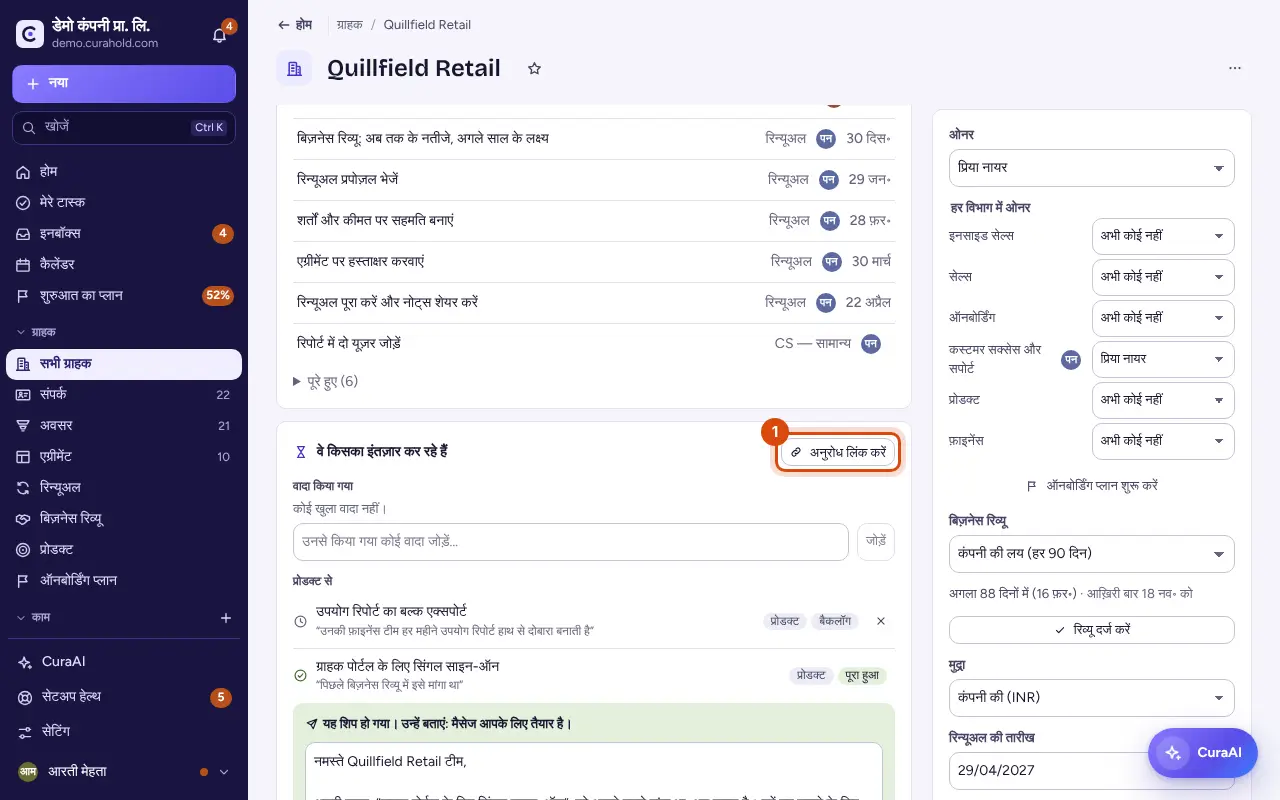 डेमो कंपनी प्रा. लि.
demo.curahold.com
4
नया
खोजें
Ctrl K
होम
मेरे टास्क
इनबॉक्स 4
कैलेंडर
शुरुआत का प्लान 52%
ग्राहक
सभी ग्राहक
संपर्क 22
अवसर 21
एग्रीमेंट 10
रिन्यूअल
बिज़नेस रिव्यू
प्रोडक्ट
ऑनबोर्डिंग प्लान
काम
CuraAI
सेटअप हेल्थ 5
सेटिंग
आम आरती मेहता
होम ग्राहक / Quillfield Retail
Quillfield Retail
बिज़नेस रिव्यू: अब तक के नतीजे, अगले साल के लक्ष्य रिन्यूअल पन 30 दिस॰
रिन्यूअल प्रपोज़ल भेजें रिन्यूअल पन 29 जन॰
शर्तों और कीमत पर सहमति बनाएं रिन्यूअल पन 28 फ़र॰
एग्रीमेंट पर हस्ताक्षर करवाएं रिन्यूअल पन 30 मार्च
रिन्यूअल पूरा करें और नोट्स शेयर करें रिन्यूअल पन 22 अप्रैल
रिपोर्ट में दो यूज़र जोड़ें CS — सामान्य पन
पूरे हुए (6)
1
वे किसका इंतज़ार कर रहे हैं
अनुरोध लिंक करें
वादा किया गया
कोई खुला वादा नहीं।
उनसे किया गया कोई वादा जोड़ें...
जोड़ें
प्रोडक्ट से
उपयोग रिपोर्ट का बल्क एक्सपोर्ट
"उनकी फ़ाइनेंस टीम हर महीने उपयोग रिपोर्ट हाथ से दोबारा बनाती है"
प्रोडक्ट बैकलॉग
ग्राहक पोर्टल के लिए सिंगल साइन-ऑन
"पिछले बिज़नेस रिव्यू में इसे मांगा था"
प्रोडक्ट पूरा हुआ
यह शिप हो गया। उन्हें बताएं: मैसेज आपके लिए तैयार है।
नमस्ते Quillfield Retail टीम,
ओनर
प्रिया नायर
हर विभाग में ओनर
इनसाइड सेल्स अभी कोई नहीं
सेल्स अभी कोई नहीं
ऑनबोर्डिंग अभी कोई नहीं
कस्टमर सक्सेस और सपोर्ट पन प्रिया नायर
प्रोडक्ट अभी कोई नहीं
फ़ाइनेंस अभी कोई नहीं
ऑनबोर्डिंग प्लान शुरू करें
बिज़नेस रिव्यू
कंपनी की लय (हर 90 दिन)
अगला 88 दिनों में (16 फ़र॰) · आख़िरी बार 18 नव॰ को
रिव्यू दर्ज करें
मुद्रा
कंपनी की (INR)
रिन्यूअल की तारीख
29/04/2027
CuraAI